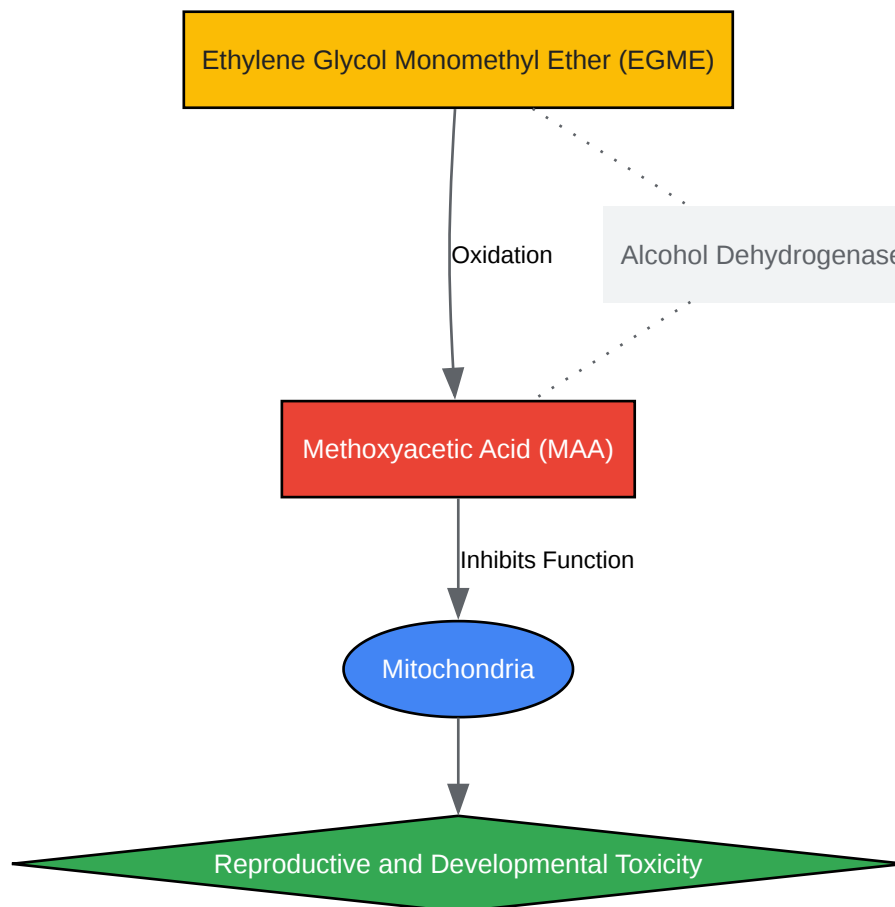 Ethylene Glycol Monomethyl Ether (EGME)
Oxidation
Alcohol Dehydrogenase
Methoxyacetic Acid (MAA)
Inhibits Function
Mitochondria
Reproductive and Developmental Toxicity